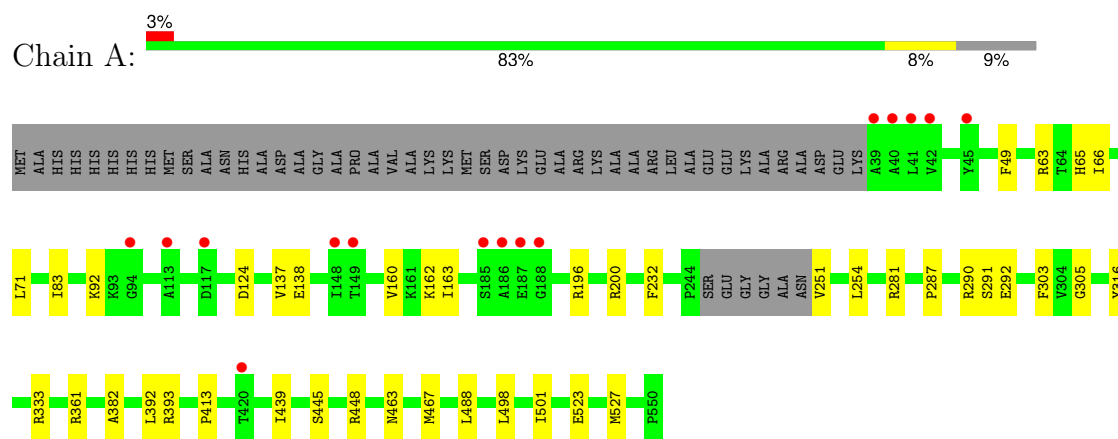 3%
Chain A:
83% 8% 9%
MET ALA HIS HIS HIS HIS HIS HIS MET SER ALA ASN HIS ALA ASP ALA GLY ALA PRO ALA VAL ALA LYS LYS MET SER ASP LYS GLU ALA ARG LYS ALA ALA ARG LEU ALA GLU GLU LYS ALA ARG ALA ASP GLU LYS A39 A40 L41 V42 Y45 F49 R63 T64 H65 I66
L71 I83 K92 K93 G94 A113 D117 D124 V137 E138 I148 T149 V160 K161 K162 I163 S185 A186 E187 G188 R196 R200 F232 P244 SER GLU GLY GLY ALA ASN V251 L254 R281 P287 R290 S291 E292 F303 V304 G305 Y316
R333 R361 A382 L392 R393 P413 T420 I439 S445 R448 N463 M467 L488 L498 I501 E523 M527 P550